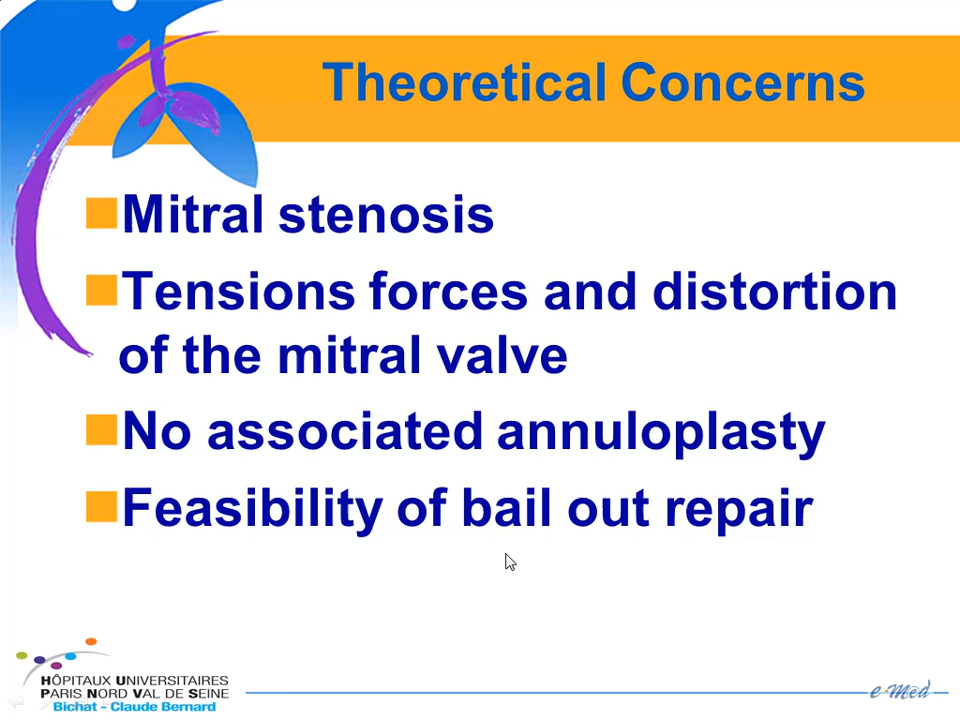 Theoretical Concerns
Mitral stenosis
Tensions forces and distortion
of the mitral valve
No associated annuloplasty
Feasibility of bail out repair
HÔPITAUX UNIVERSITAIRES
PARIS NORD VAL DE SEINE
Bichat - Claude Bernard
e-Med